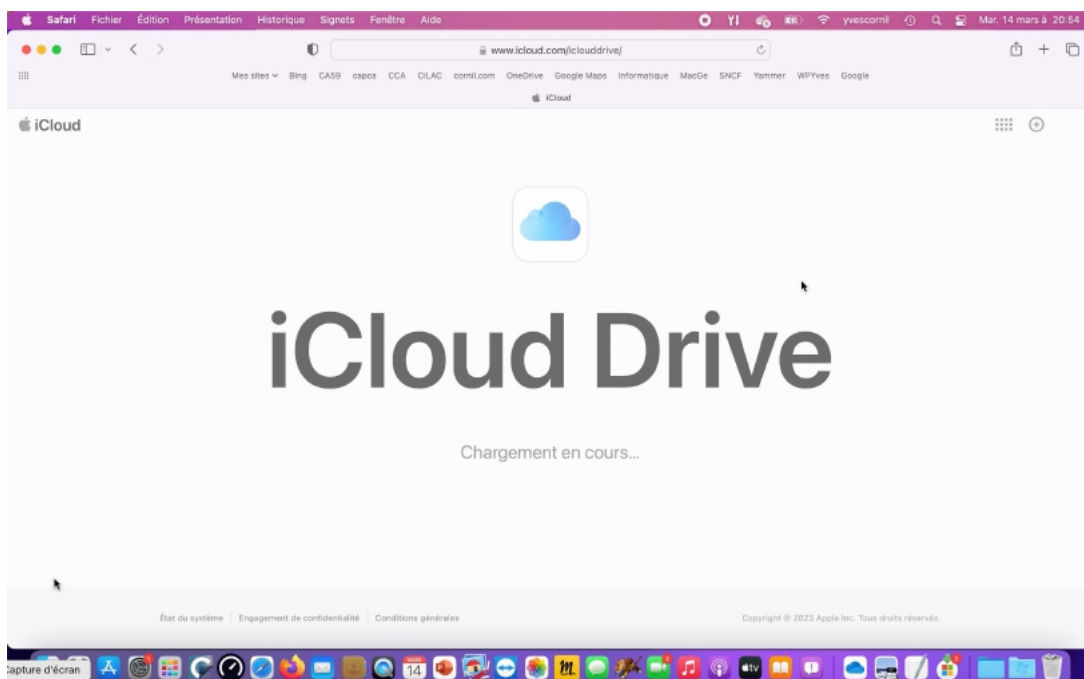 Safari Fichier Édition Présentation Historique Signets Fenêtre Aide yvescornil Mar. 14 mars à 20:54
www.icloud.com/iclouddrive/
Mes sites Bing CA59 capca CCA CILAC cornil.com OneDrive Google Maps Informatique MacGe SNCF Yammer WPYves Google
iCloud
iCloud
iCloud Drive
Chargement en cours...
État du système Engagement de confidentialité Conditions générales Copyright © 2023 Apple Inc. Tous droits réservés.
Capture d'écran 14 tv